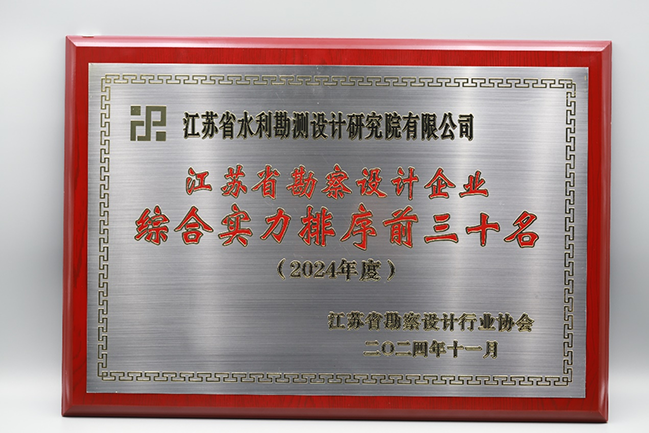 江苏省水利勘测设计研究院有限公司
江苏省勘察设计企业
综合实力排序前三十名
（2024年度）
江苏省勘察设计行业协会
二〇二四年十一月